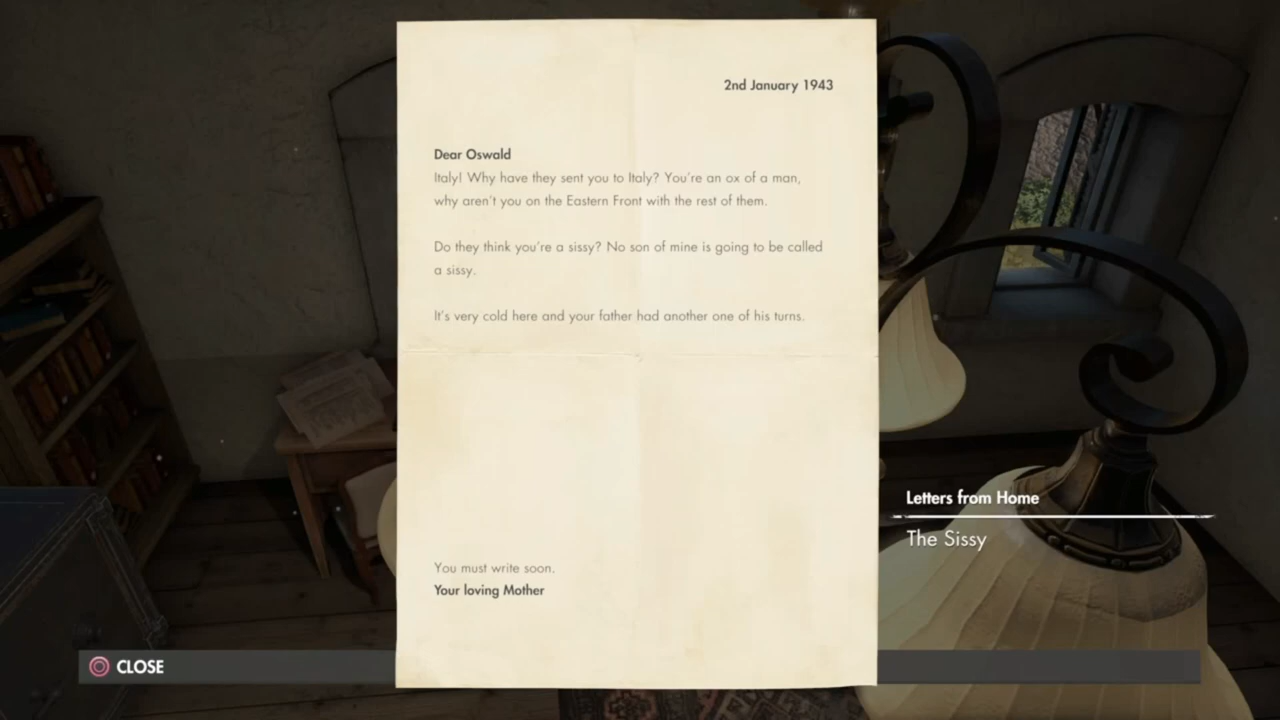 2nd January 1943
Dear Oswald
Italy! Why have they sent you to Italy? You're an ox of a man,
why aren't you on the Eastern Front with the rest of them.
Do they think you're a sissy? No son of mine is going to be called
a sissy.
It's very cold here and your father had another one of his turns.
You must write soon.
Your loving Mother
Letters from Home
The Sissy
CLOSE